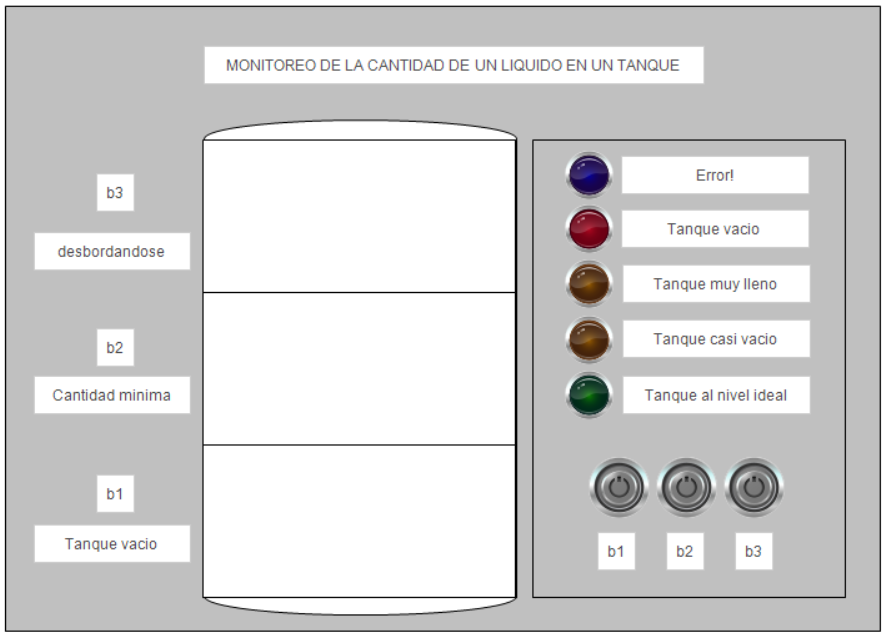 MONITOREO DE LA CANTIDAD DE UN LIQUIDO EN UN TANQUE
b3
desbordandose
b2
Cantidad minima
b1
Tanque vacio
Error!
Tanque vacio
Tanque muy lleno
Tanque casi vacio
Tanque al nivel ideal
b1
b2
b3